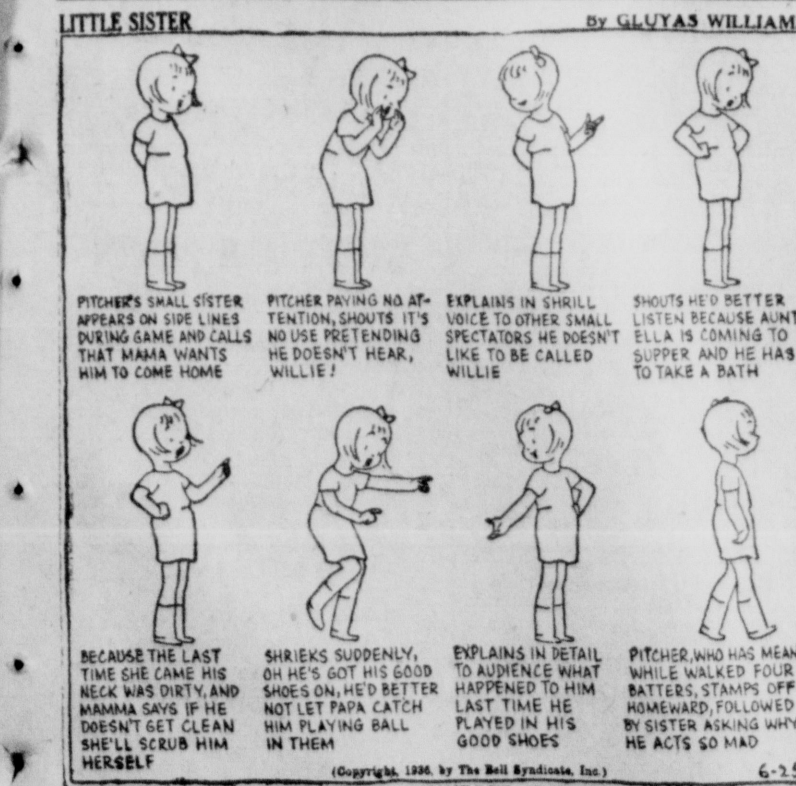 LITTLE SISTER
By GLUYAS WILLIAM
PITCHER'S SMALL SISTER
APPEARS ON SIDE LINES
DURING GAME AND CALLS
THAT MAMA WANTS
HIM TO COME HOME
PITCHER PAYING NO AT-
TENTION, SHOUTS IT'S
NO USE PRETENDING
HE DOESN'T HEAR,
WILLIE!
EXPLAINS IN SHRILL
VOICE TO OTHER SMALL
SPECTATORS HE DOESN'T
LIKE TO BE CALLED
WILLIE
SHOUTS HE'D BETTER
LISTEN BECAUSE AUNT
ELLA IS COMING TO
SUPPER AND HE HAS
TO TAKE A BATH
BECAUSE THE LAST
TIME SHE CAME HIS
NECK WAS DIRTY, AND
MAMMA SAYS IF HE
DOESN'T GET CLEAN
SHE'LL SCRUB HIM
HERSELF
SHRIEKS SUDDENLY,
OH HE'S GOT HIS GOOD
SHOES ON, HE'D BETTER
NOT LET PAPA CATCH
HIM PLAYING BALL
IN THEM
EXPLAINS IN DETAIL
TO AUDIENCE WHAT
HAPPENED TO HIM
LAST TIME HE
PLAYED IN HIS
GOOD SHOES
PITCHER, WHO HAS MEAN
WHILE WALKED FOUR
BATTERS, STAMPS OFF
HOMEWARD, FOLLOWED
BY SISTER ASKING WHY
HE ACTS SO MAD
(Copyright, 1936, by The Bell Syndicate, Inc.)
6-25